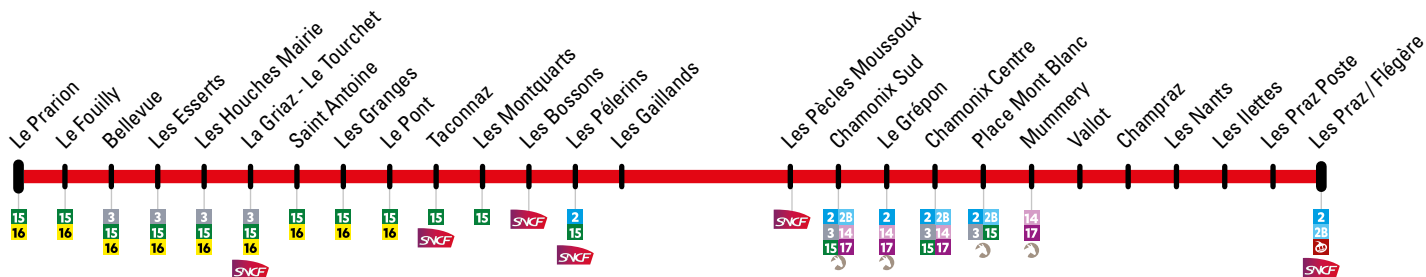 Le Prarion
Le Fouilly
Bellevue
Les Esserts
Les Houches Mairie
La Griaz - Le Tourchet
Saint Antoine
Les Granges
Le Pont
Taconnaz
Les Montquarts
Les Bossons
Les Pélerins
Les Gaillands
Les Pècles Moussoux
Chamonix Sud
Le Grépon
Chamonix Centre
Place Mont Blanc
Mummery
Vallot
Champraz
Les Nants
Les Ilettes
Les Praz Poste
Les Praz / Flégère
15
16
15
16
3
15
16
3
15
16
3
15
16
3
15
16
SNCF
15
16
15
16
15
16
15
SNCF
15
SNCF
2
15
SNCF
SNCF
2 2B
3 14
15 17
2
14
17
2 2B
3 14
15 17
2 2B
3 15
14
17
2
2B
SNCF